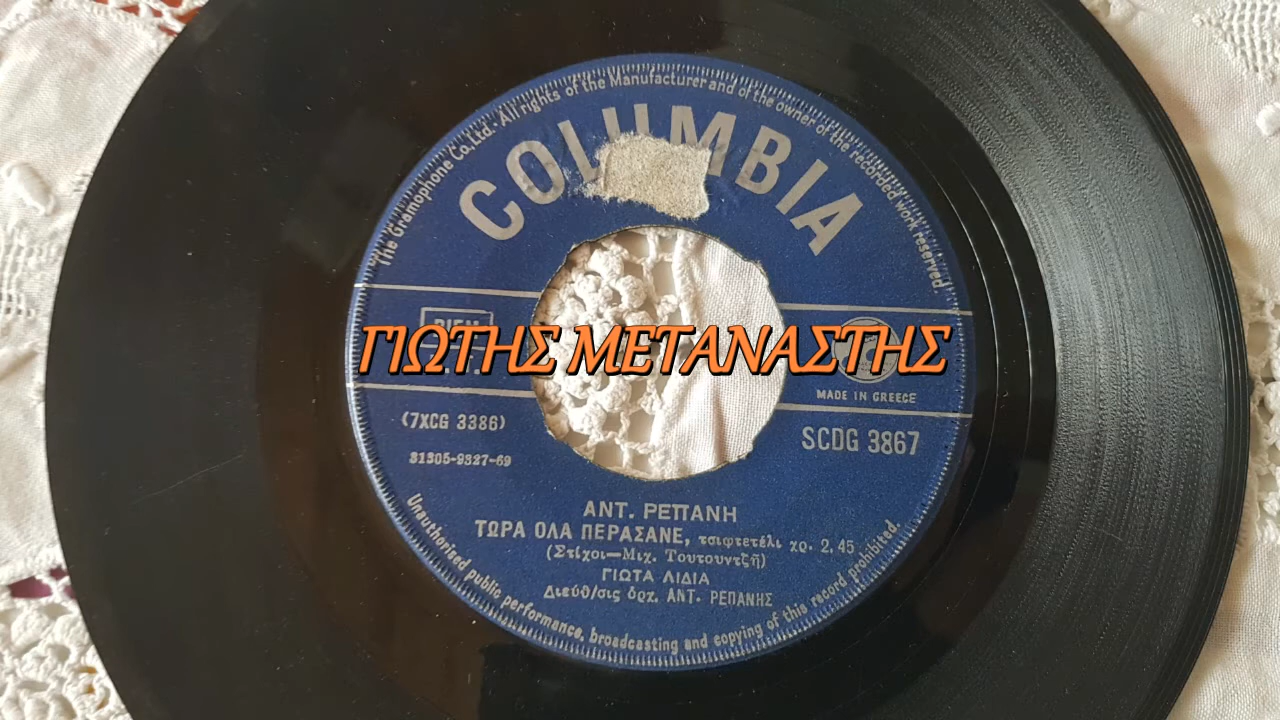 The Gramophone Co. Ltd. · All rights of the Manufacturer and of the owner of the recorded work reserved.
COLUMBIA
ΓΙΩΤΗΣ ΜΕΤΑΝΑΣΤΗΣ
MADE IN GREECE
(7XCG 3386)
SCDG 3867
31305-9327-69
ΑΝΤ. ΡΕΠΑΝΗ
ΤΩΡΑ ΟΛΑ ΠΕΡΑΣΑΝΕ, τσιφτετέλι χρ. 2,45
(Στίχοι—Μιχ. Τουτουντζῆ)
ΓΙΩΤΑ ΛΙΔΙΑ
Διεύθ/σις ὀρχ. ΑΝΤ. ΡΕΠΑΝΗΣ
Unauthorised public performance, broadcasting and copying of this record prohibited.